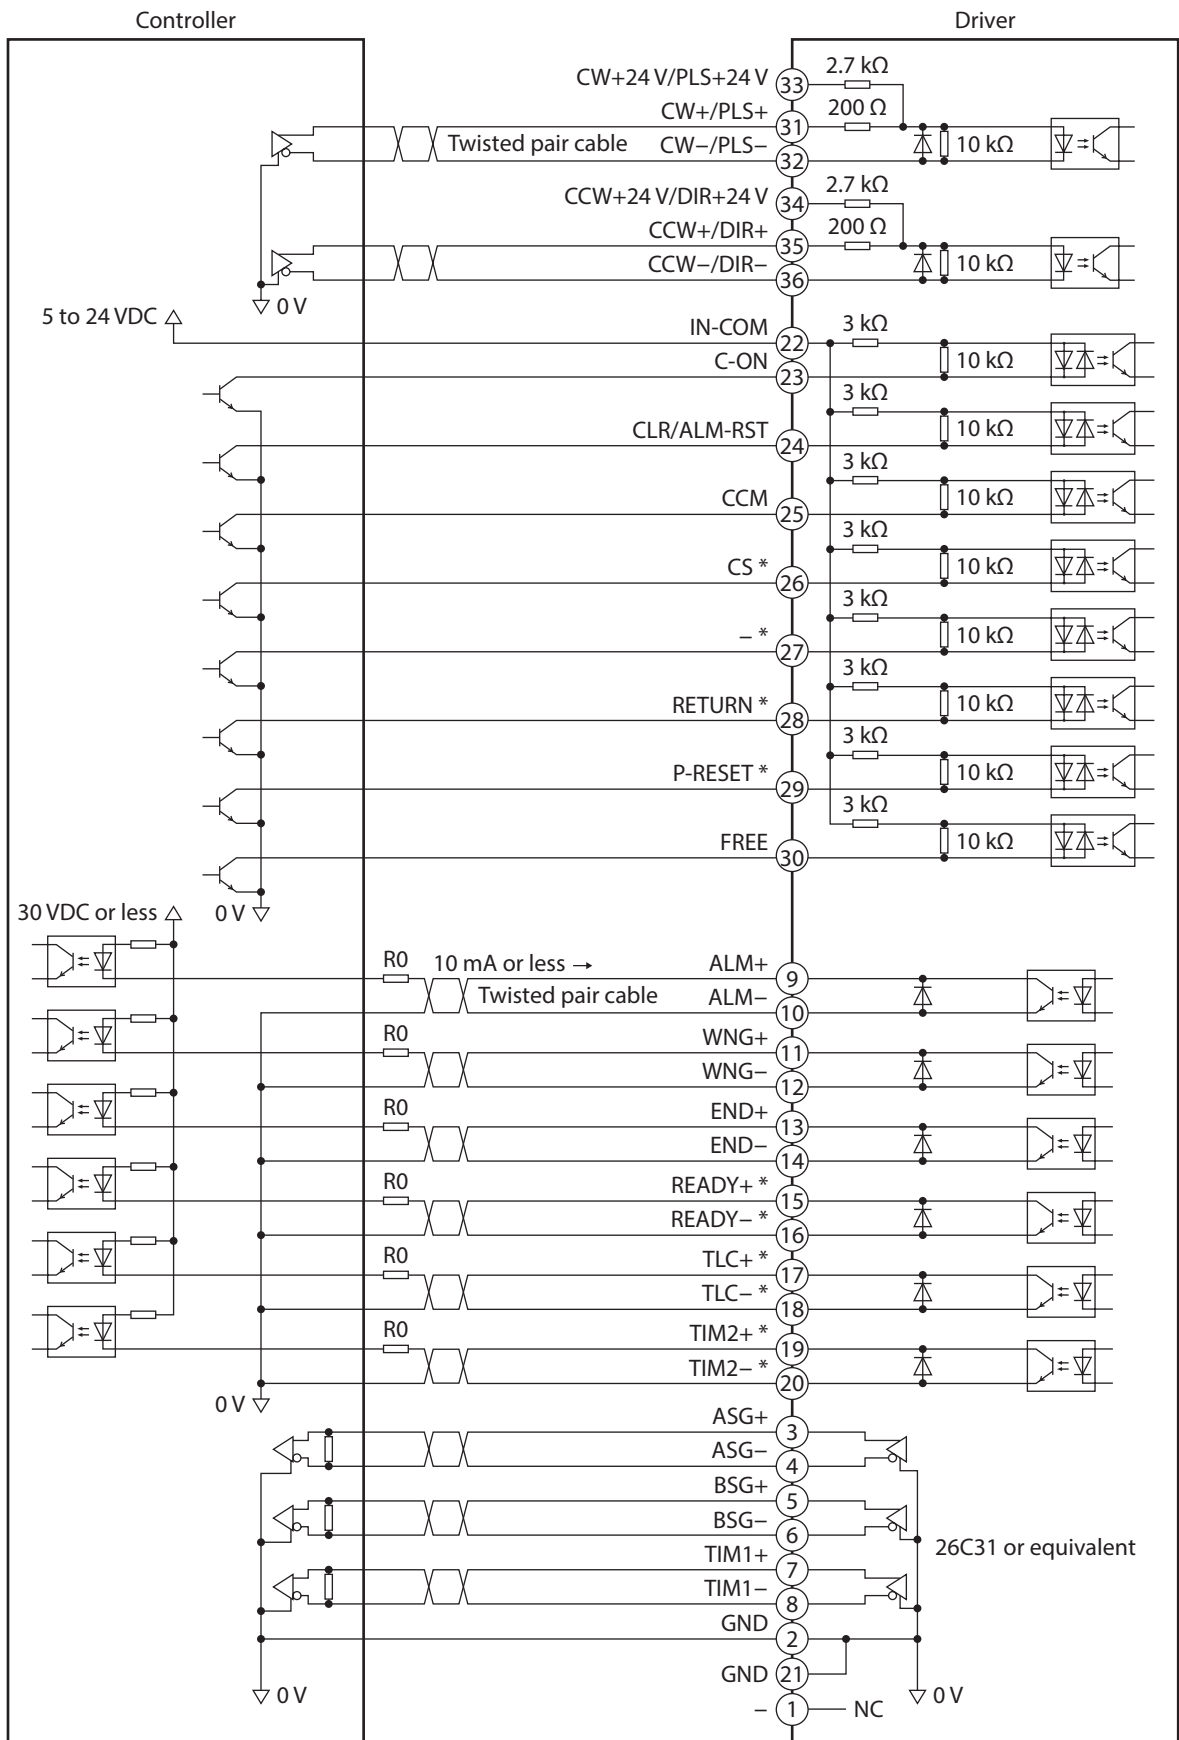 Controller
Driver
CW+24 V/PLS+24 V
33
2.7 kΩ
CW+/PLS+
31
200 Ω
Twisted pair cable
CW−/PLS−
32
10 kΩ
CCW+24 V/DIR+24 V
34
2.7 kΩ
CCW+/DIR+
35
200 Ω
CCW−/DIR−
36
10 kΩ
0 V
5 to 24 VDC
IN-COM
22
3 kΩ
C-ON
23
10 kΩ
3 kΩ
CLR/ALM-RST
24
10 kΩ
3 kΩ
CCM
25
10 kΩ
3 kΩ
CS *
26
10 kΩ
3 kΩ
− *
27
10 kΩ
3 kΩ
RETURN *
28
10 kΩ
3 kΩ
P-RESET *
29
10 kΩ
3 kΩ
FREE
30
10 kΩ
0 V
30 VDC or less
R0
10 mA or less →
ALM+
9
Twisted pair cable
ALM−
10
R0
WNG+
11
WNG−
12
R0
END+
13
END−
14
R0
READY+ *
15
READY− *
16
R0
TLC+ *
17
TLC− *
18
R0
TIM2+ *
19
TIM2− *
20
0 V
ASG+
3
ASG−
4
BSG+
5
BSG−
6
26C31 or equivalent
TIM1+
7
TIM1−
8
GND
2
GND
21
0 V
0 V
−
1
NC